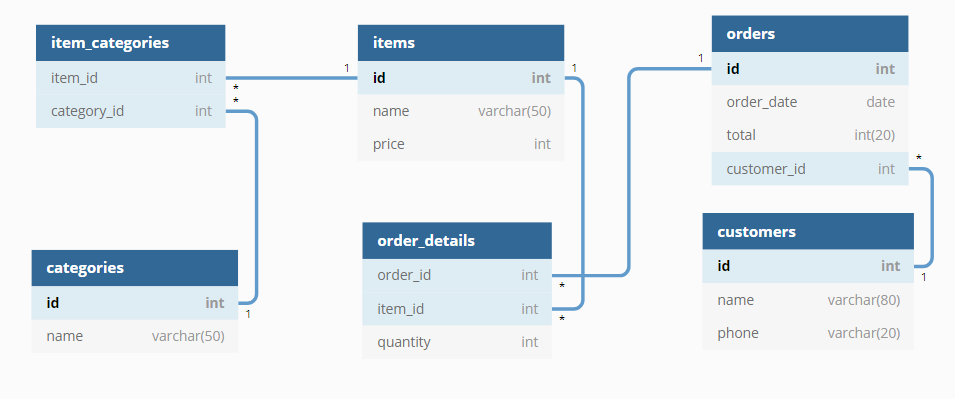 item_categories
item_id int
category_id int
items
id int
name varchar(50)
price int
orders
id int
order_date date
total int(20)
customer_id int
order_details
order_id int
item_id int
quantity int
categories
id int
name varchar(50)
customers
id int
name varchar(80)
phone varchar(20)
1
*
*
1
1
*
*
1
*
1